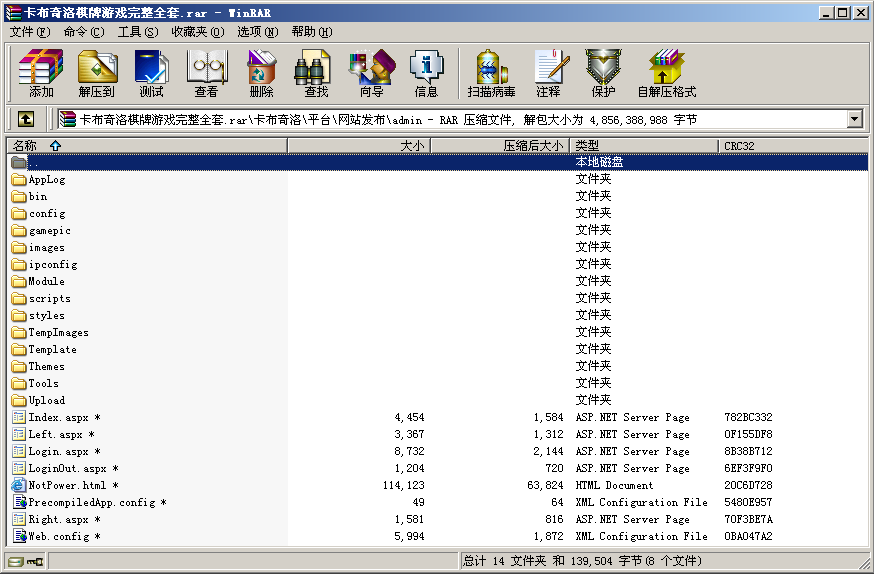 卡布奇洛棋牌游戏完整全套.rar - WinRAR
文件(F) 命令(C) 工具(S) 收藏夹(O) 选项(N) 帮助(H)
添加 解压到 测试 查看 删除 查找 向导 信息 扫描病毒 注释 保护 自解压格式
卡布奇洛棋牌游戏完整全套.rar\卡布奇洛\平台\网站发布\admin - RAR 压缩文件, 解包大小为 4,856,388,988 字节
名称 大小 压缩后大小 类型 CRC32
.. 本地磁盘
AppLog 文件夹
bin 文件夹
config 文件夹
gamepic 文件夹
images 文件夹
ipconfig 文件夹
Module 文件夹
scripts 文件夹
styles 文件夹
TempImages 文件夹
Template 文件夹
Themes 文件夹
Tools 文件夹
Upload 文件夹
Index.aspx * 4,454 1,584 ASP.NET Server Page 782BC332
Left.aspx * 3,367 1,312 ASP.NET Server Page 0F155DF8
Login.aspx * 8,732 2,144 ASP.NET Server Page 8B38B712
LoginOut.aspx * 1,204 720 ASP.NET Server Page 6EF3F9F0
NotPower.html * 114,123 63,824 HTML Document 20C6D728
PrecompiledApp.config * 49 64 XML Configuration File 5480E957
Right.aspx * 1,581 816 ASP.NET Server Page 70F3BE7A
Web.config * 5,994 1,872 XML Configuration File 0BA047A2
总计 14 文件夹 和 139,504 字节(8 个文件)